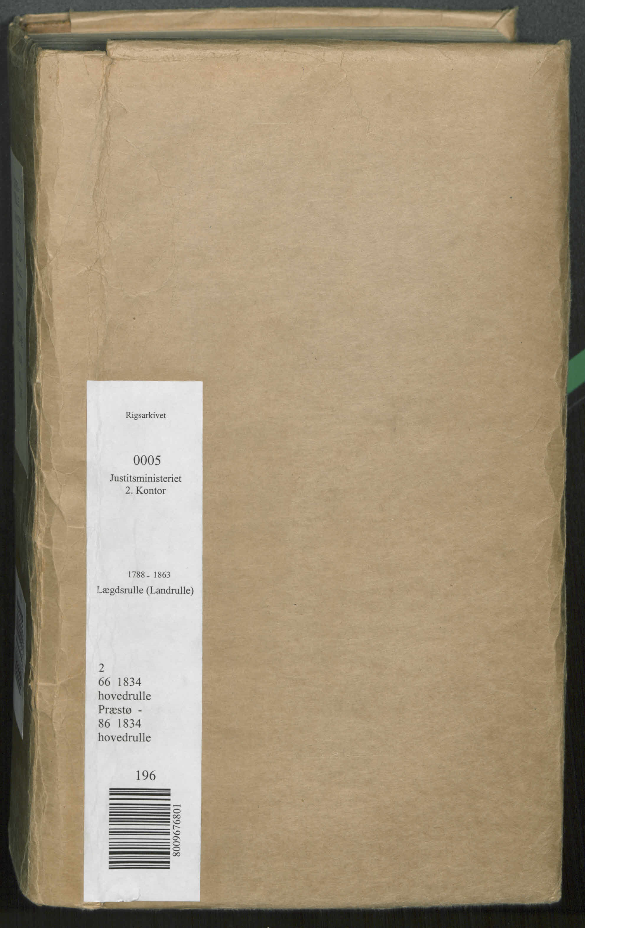 Rigsarkivet
0005
Justitsministeriet
2. Kontor
1788 - 1863
Lægdsrulle (Landrulle)
2
66 1834
hovedrulle
Præstø -
86 1834
hovedrulle
196
8009676801